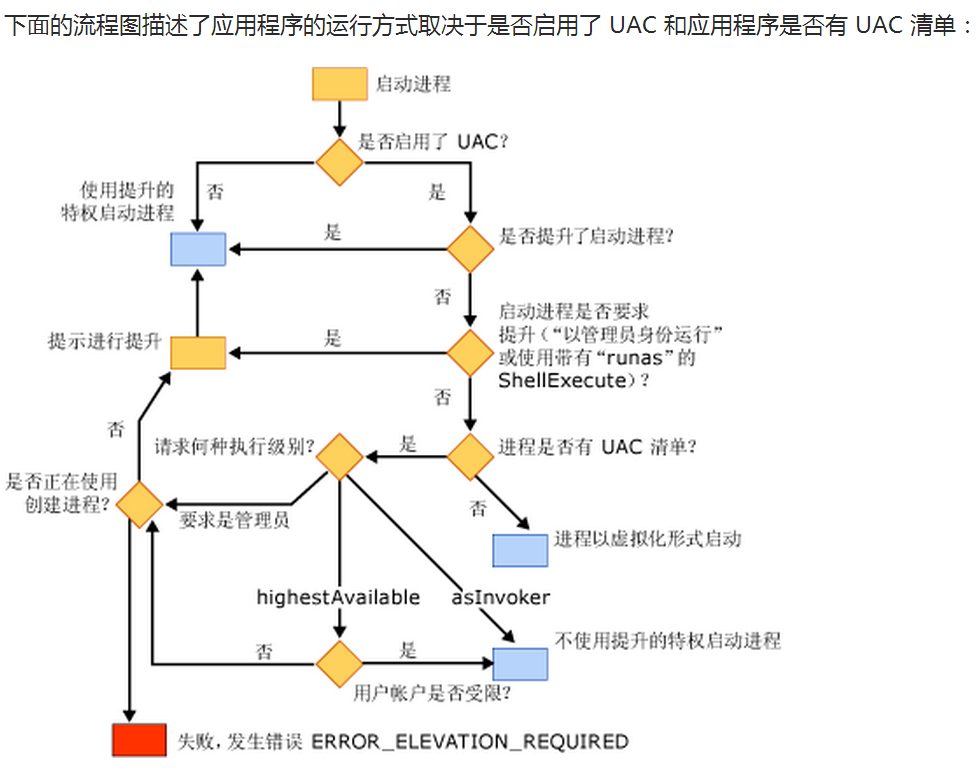 下面的流程图描述了应用程序的运行方式取决于是否启用了 UAC 和应用程序是否有 UAC 清单：
启动进程
是否启用了 UAC？
否
是
使用提升的
特权启动进程
是
是否提升了启动进程？
否
启动进程是否要求
提升（“以管理员身份运行”
或使用带有“runas”的
ShellExecute）？
提示进行提升
是
否
否
请求何种执行级别？
是
进程是否有 UAC 清单？
是否正在使用
创建进程？
要求是管理员
否
进程以虚拟化形式启动
highestAvailable
asInvoker
否
是
不使用提升的特权启动进程
用户帐户是否受限？
失败，发生错误 ERROR_ELEVATION_REQUIRED